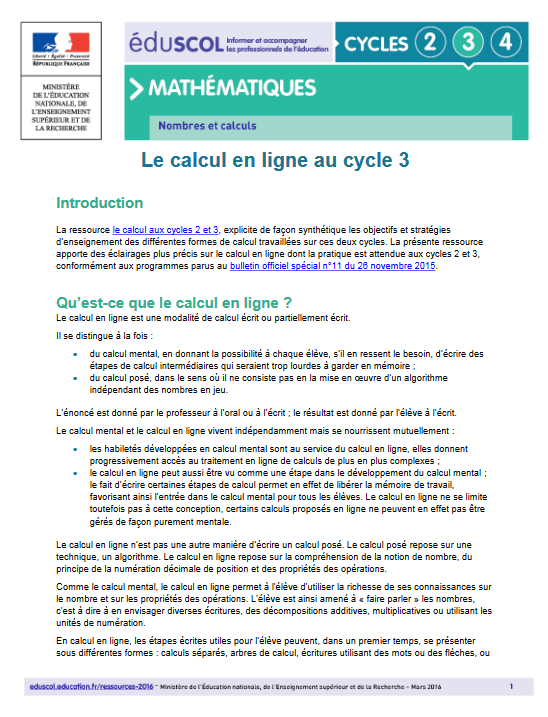 Liberté • Égalité • Fraternité
RÉPUBLIQUE FRANÇAISE
MINISTÈRE
DE L'ÉDUCATION
NATIONALE, DE
L'ENSEIGNEMENT
SUPÉRIEUR ET DE
LA RECHERCHE
éduSCOL Informer et accompagner
les professionnels de l'éducation
CYCLES 2 3 4
MATHÉMATIQUES
Nombres et calculs
Le calcul en ligne au cycle 3
Introduction
La ressource le calcul aux cycles 2 et 3, explicite de façon synthétique les objectifs et stratégies
d'enseignement des différentes formes de calcul travaillées sur ces deux cycles. La présente ressource
apporte des éclairages plus précis sur le calcul en ligne dont la pratique est attendue aux cycles 2 et 3,
conformément aux programmes parus au bulletin officiel spécial n°11 du 26 novembre 2015.
Qu'est-ce que le calcul en ligne ?
Le calcul en ligne est une modalité de calcul écrit ou partiellement écrit.
Il se distingue à la fois :
• du calcul mental, en donnant la possibilité à chaque élève, s'il en ressent le besoin, d'écrire des
étapes de calcul intermédiaires qui seraient trop lourdes à garder en mémoire ;
• du calcul posé, dans le sens où il ne consiste pas en la mise en œuvre d'un algorithme
indépendant des nombres en jeu.
L'énoncé est donné par le professeur à l'oral ou à l'écrit ; le résultat est donné par l'élève à l'écrit.
Le calcul mental et le calcul en ligne vivent indépendamment mais se nourrissent mutuellement :
• les habiletés développées en calcul mental sont au service du calcul en ligne, elles donnent
progressivement accès au traitement en ligne de calculs de plus en plus complexes ;
• le calcul en ligne peut aussi être vu comme une étape dans le développement du calcul mental ;
le fait d'écrire certaines étapes de calcul permet en effet de libérer la mémoire de travail,
favorisant ainsi l'entrée dans le calcul mental pour tous les élèves. Le calcul en ligne ne se limite
toutefois pas à cette conception, certains calculs proposés en ligne ne peuvent en effet pas être
gérés de façon purement mentale.
Le calcul en ligne n'est pas une autre manière d'écrire un calcul posé. Le calcul posé repose sur une
technique, un algorithme. Le calcul en ligne repose sur la compréhension de la notion de nombre, du
principe de la numération décimale de position et des propriétés des opérations.
Comme le calcul mental, le calcul en ligne permet à l'élève d'utiliser la richesse de ses connaissances sur
le nombre et sur les propriétés des opérations. L'élève est ainsi amené à « faire parler » les nombres,
c'est à dire à en envisager diverses écritures, des décompositions additives, multiplicatives ou utilisant les
unités de numération.
En calcul en ligne, les étapes écrites utiles pour l'élève peuvent, dans un premier temps, se présenter
sous différentes formes : calculs séparés, arbres de calcul, écritures utilisant des mots ou des flèches, ou
eduscol.education.fr/ressources-2016 - Ministère de l'Éducation nationale, de l'Enseignement supérieur et de la Recherche - Mars 2016 1